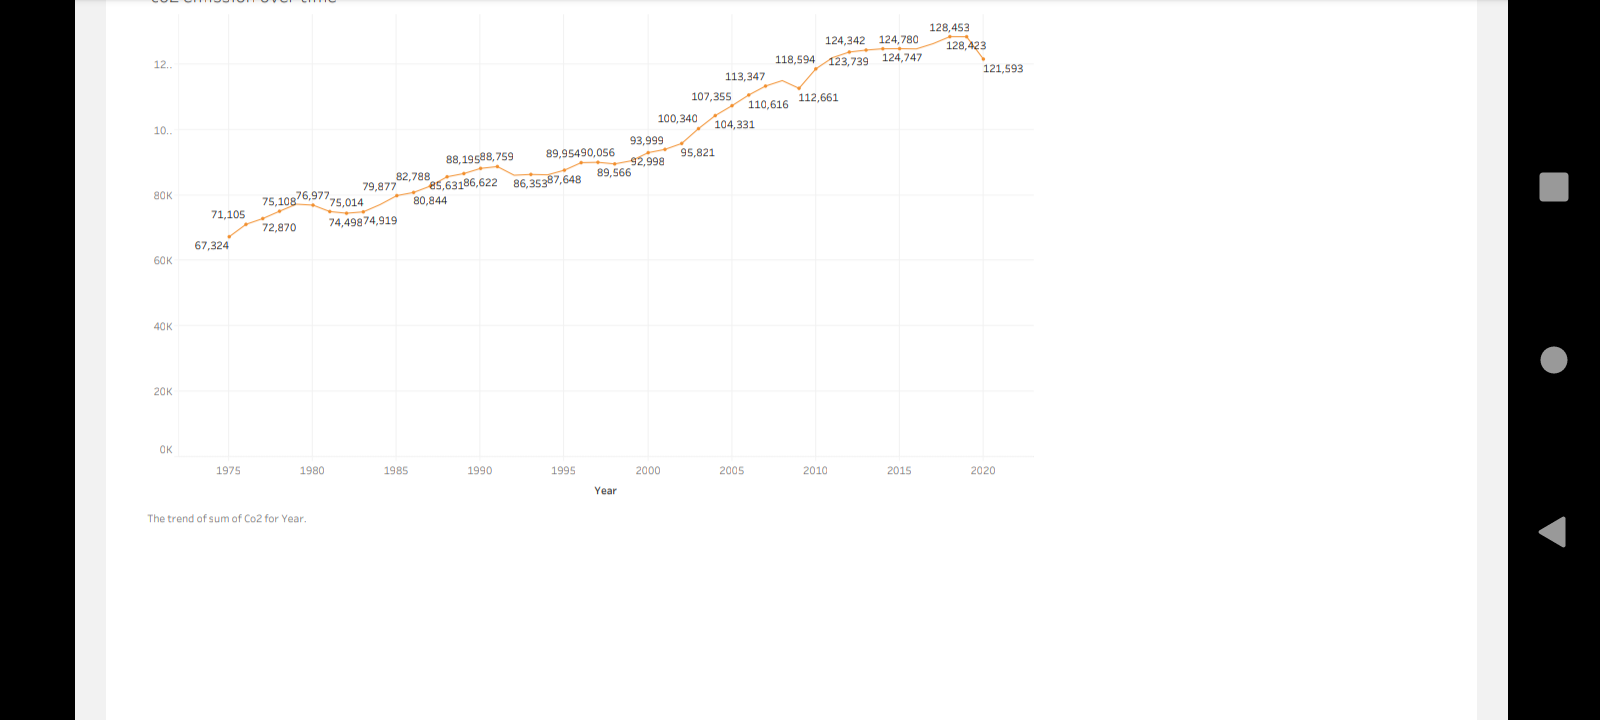 co2 emission over time
128,453
124,342 124,780
128,423
118,594 123,739 124,747
12..
121,593
113,347
107,355 110,616 112,661
100,340 104,331
10..
93,999
89,954 90,056 92,998 95,821
88,195 88,759
89,566
82,788 85,631 86,622 86,353 87,648
79,877
80K
76,977
75,108 75,014 80,844
71,105
72,870 74,498 74,919
67,324
60K
40K
20K
0K
1975 1980 1985 1990 1995 2000 2005 2010 2015 2020
Year
The trend of sum of Co2 for Year.